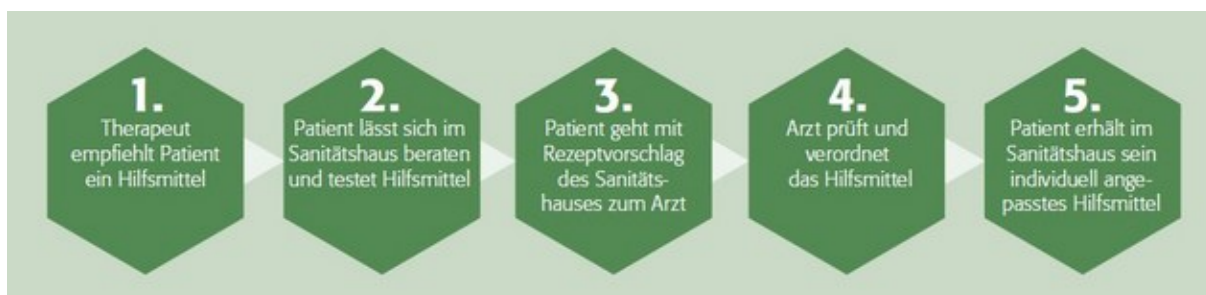 1.
Therapeut
empfiehlt Patient
ein Hilfsmittel
2.
Patient lässt sich im
Sanitätshaus beraten
und testet Hilfsmittel
3.
Patient geht mit
Rezeptvorschlag
des Sanitäts-
hauses zum Arzt
4.
Arzt prüft und
verordnet
das Hilfsmittel
5.
Patient erhält im
Sanitätshaus sein
individuell ange-
passtes Hilfsmittel